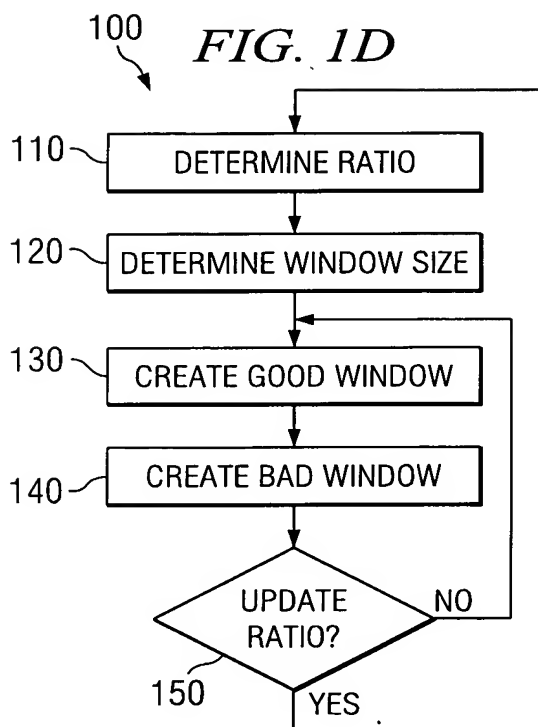 100
FIG. 1D
110
DETERMINE RATIO
120
DETERMINE WINDOW SIZE
130
CREATE GOOD WINDOW
140
CREATE BAD WINDOW
UPDATE
RATIO?
NO
150
YES